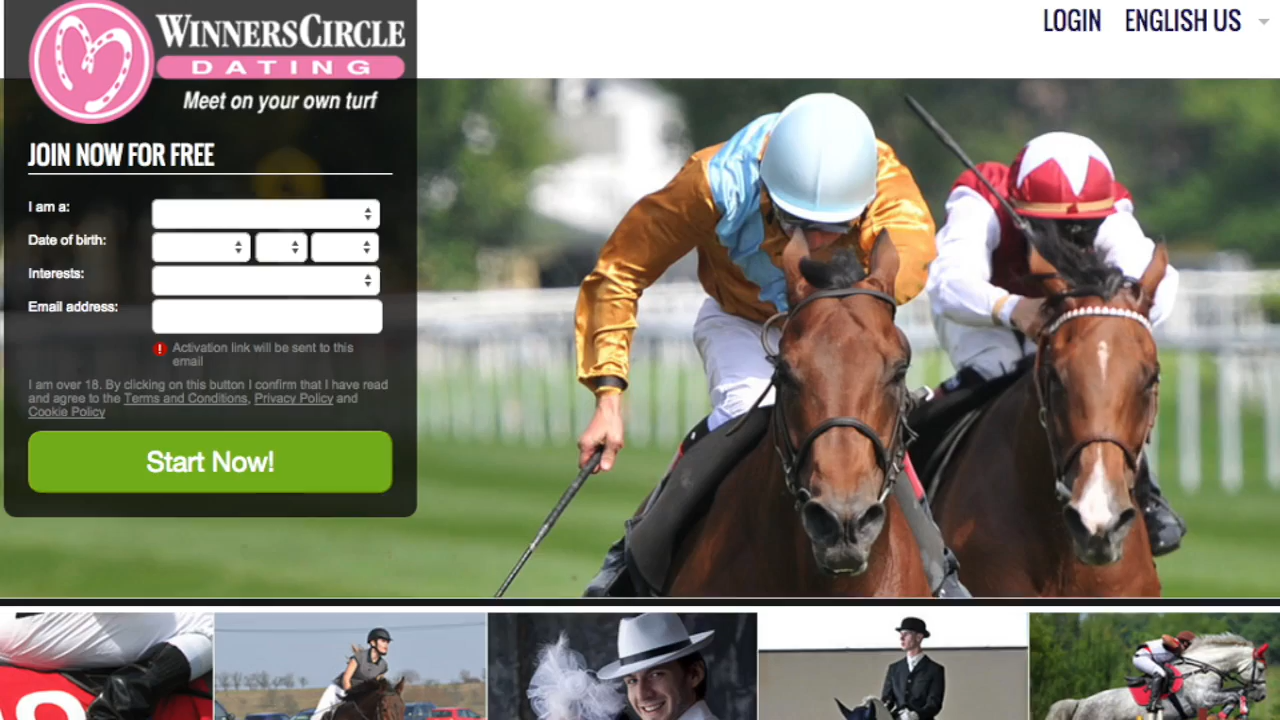 WINNERSCIRCLE
DATING
Meet on your own turf
LOGIN ENGLISH US
JOIN NOW FOR FREE
I am a:
Date of birth:
Interests:
Email address:
! Activation link will be sent to this
email
I am over 18. By clicking on this button I confirm that I have read
and agree to the Terms and Conditions, Privacy Policy and
Cookie Policy
Start Now!